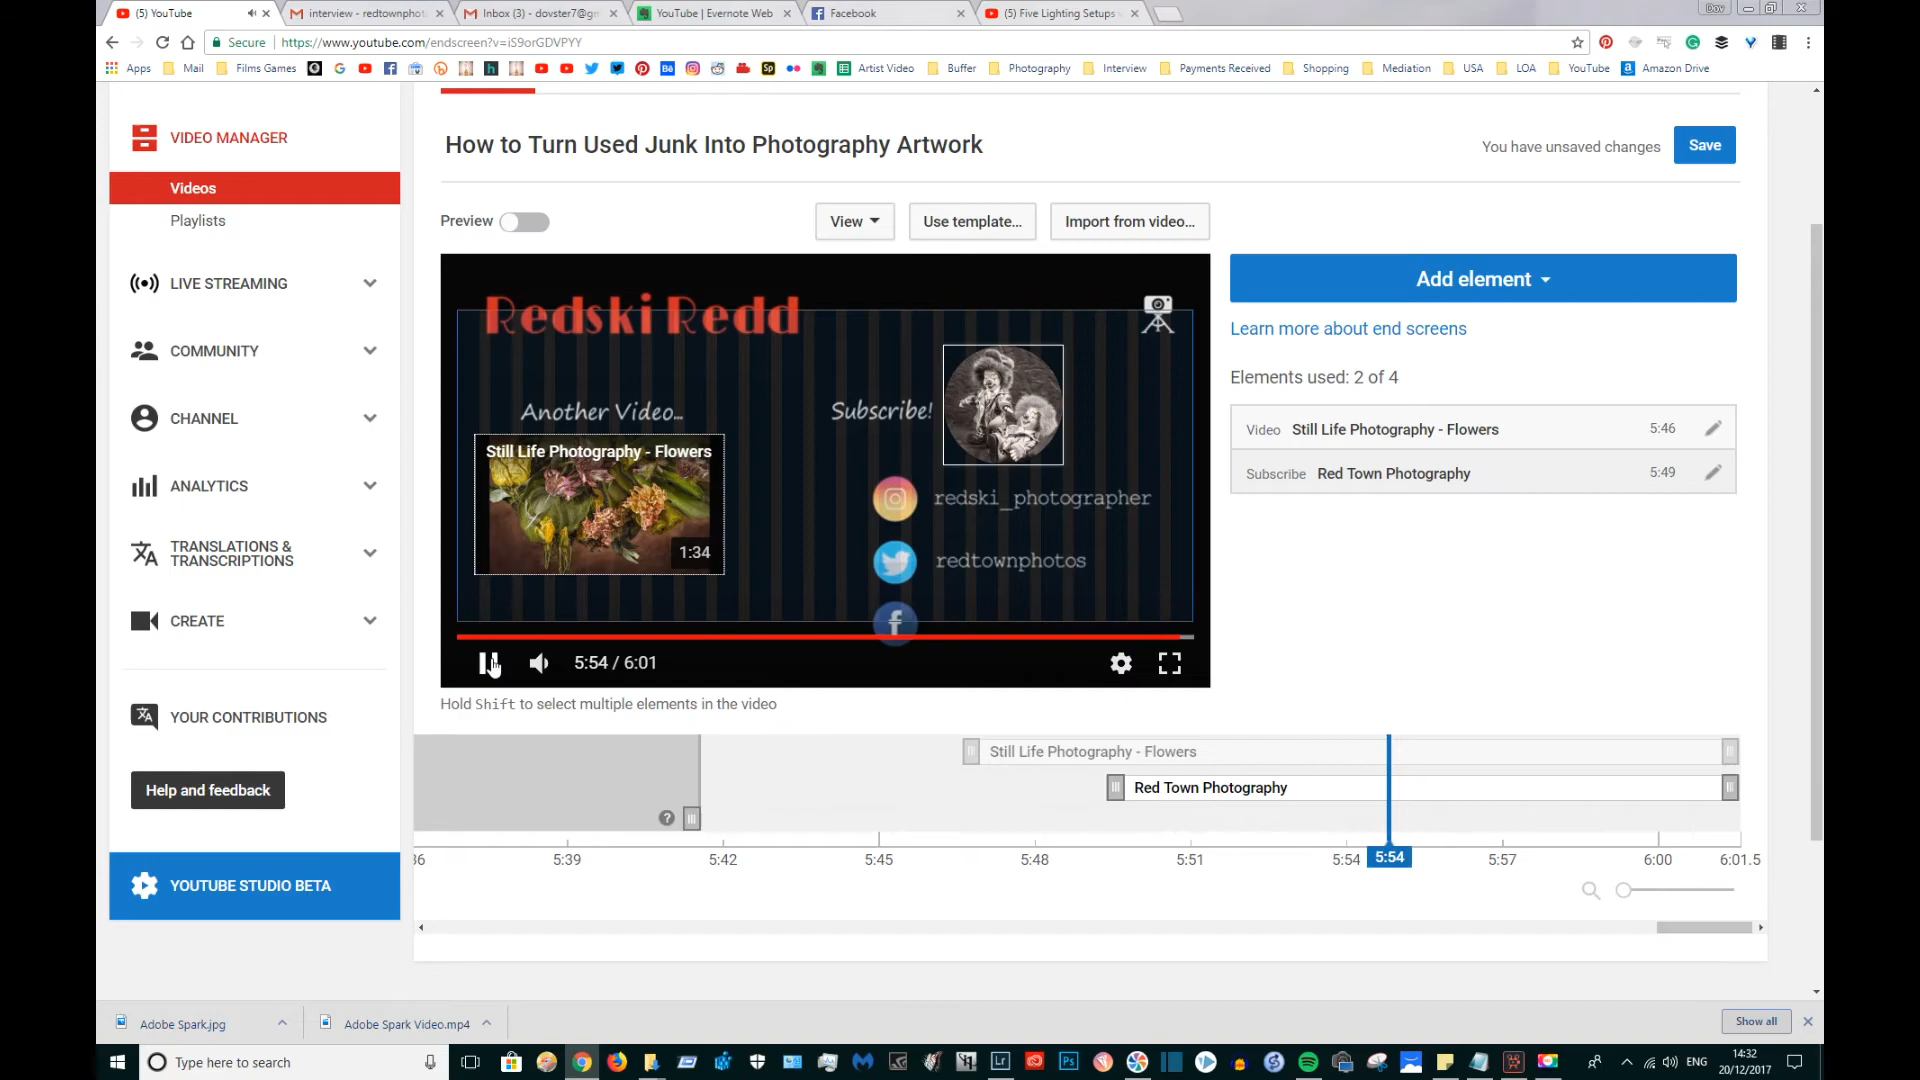 (5) YouTube
interview - redtownphot
Inbox (3) - dovster7@gm
YouTube | Evernote Web
Facebook
(5) Five Lighting Setups
Dov
Secure https://www.youtube.com/endscreen?v=iS9orGDVPYY
Apps Mail Films Games Artist Video Buffer Photography Interview Payments Received Shopping Mediation USA LOA YouTube Amazon Drive
VIDEO MANAGER
Videos
Playlists
LIVE STREAMING
COMMUNITY
CHANNEL
ANALYTICS
TRANSLATIONS &
TRANSCRIPTIONS
CREATE
YOUR CONTRIBUTIONS
Help and feedback
YOUTUBE STUDIO BETA
How to Turn Used Junk Into Photography Artwork
You have unsaved changes
Save
Preview
View
Use template...
Import from video...
Redski Redd
Another Video...
Subscribe!
Still Life Photography - Flowers
1:34
redski_photographer
redtownphotos
5:54 / 6:01
Hold Shift to select multiple elements in the video
Add element
Learn more about end screens
Elements used: 2 of 4
Video Still Life Photography - Flowers 5:46
Subscribe Red Town Photography 5:49
Still Life Photography - Flowers
Red Town Photography
?
36 5:39 5:42 5:45 5:48 5:51 5:54 5:54 5:57 6:00 6:01.5
Adobe Spark.jpg
Adobe Spark Video.mp4
Show all
Type here to search
Lr
Ps
ENG
14:32
20/12/2017